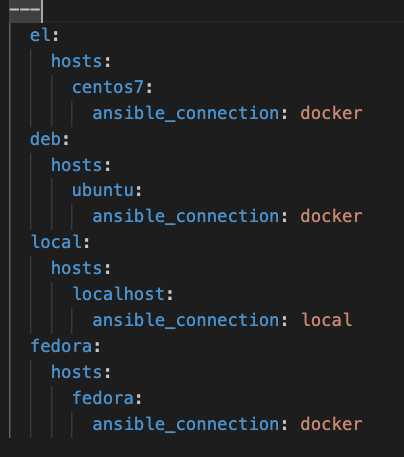 ---
  el:
    hosts:
      centos7:
        ansible_connection: docker
  deb:
    hosts:
      ubuntu:
        ansible_connection: docker
  local:
    hosts:
      localhost:
        ansible_connection: local
  fedora:
    hosts:
      fedora:
        ansible_connection: docker